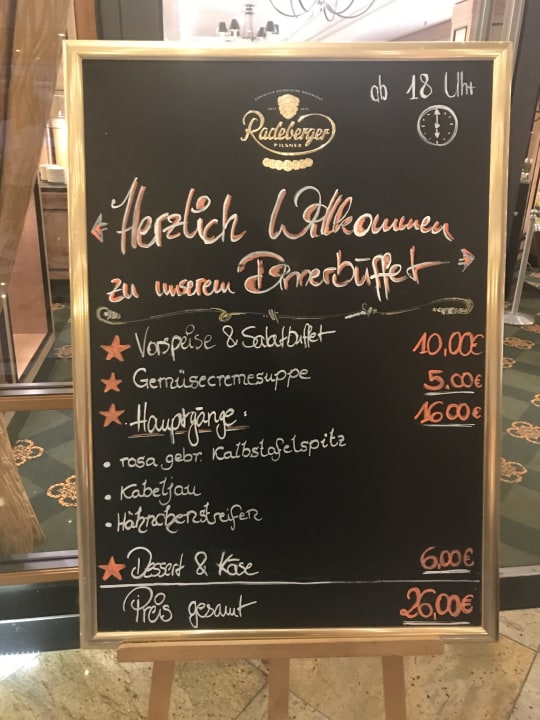 ab 18 Uhr
Radeberger
PILSNER
Herzlich Willkommen
zu unserem Dinnerbüffet
Vorspeise & Salatbuffet 10,00€
Gemüsecremesuppe 5,00€
Hauptgänge: 16,00€
• rosa gebr. Kalbstafelspitz
• Kabeljau
• Hähnchenstreifen
Dessert & Käse 6,00€
Preis gesamt 26,00€